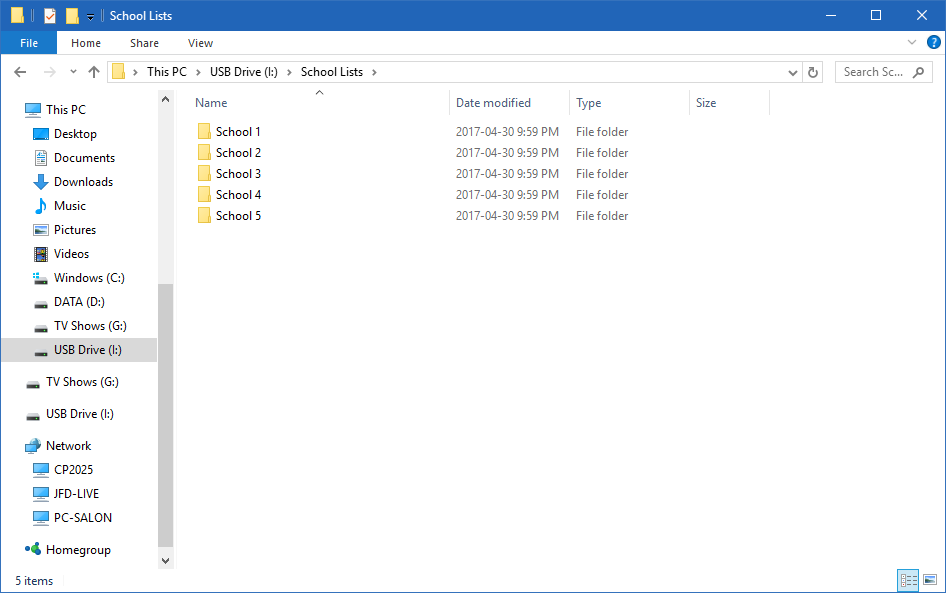 School Lists
File Home Share View
This PC USB Drive (I:) School Lists Search Sc...
This PC
Desktop
Documents
Downloads
Music
Pictures
Videos
Windows (C:)
DATA (D:)
TV Shows (G:)
USB Drive (I:)
TV Shows (G:)
USB Drive (I:)
Network
CP2025
JFD-LIVE
PC-SALON
Homegroup
Name Date modified Type Size
School 1 2017-04-30 9:59 PM File folder
School 2 2017-04-30 9:59 PM File folder
School 3 2017-04-30 9:59 PM File folder
School 4 2017-04-30 9:59 PM File folder
School 5 2017-04-30 9:59 PM File folder
5 items